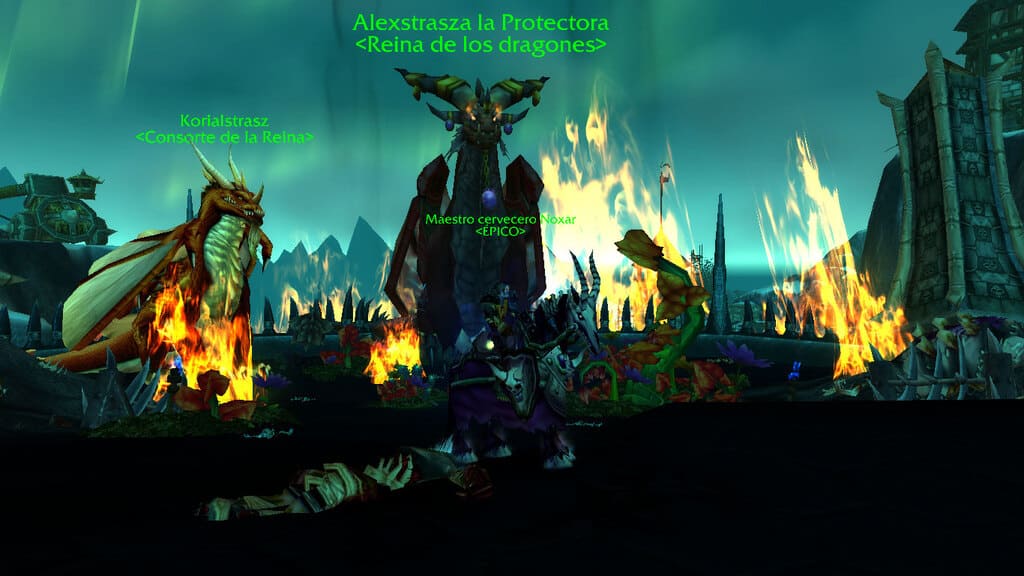 Alexstrasza la Protectora
<Reina de los dragones>
Korialstrasz
<Consorte de la Reina>
Maestro cervecero Noxar
<ÉPICO>